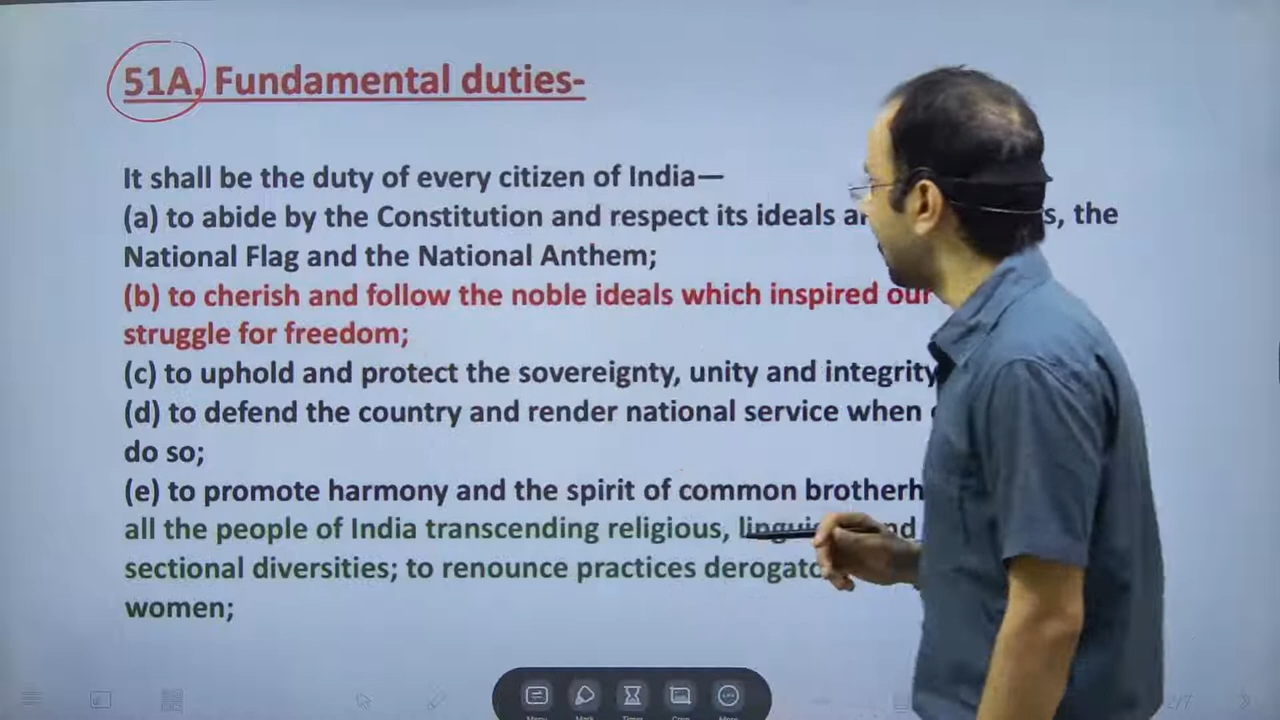 51A. Fundamental duties-
It shall be the duty of every citizen of India—
(a) to abide by the Constitution and respect its ideals the
National Flag and the National Anthem;
(b) to cherish and follow the noble ideals which inspired our
struggle for freedom;
(c) to uphold and protect the sovereignty, unity and integrity
(d) to defend the country and render national service when
do so;
(e) to promote harmony and the spirit of common
all the people of India transcending religious,
sectional diversities; to renounce practices
women;
2/7